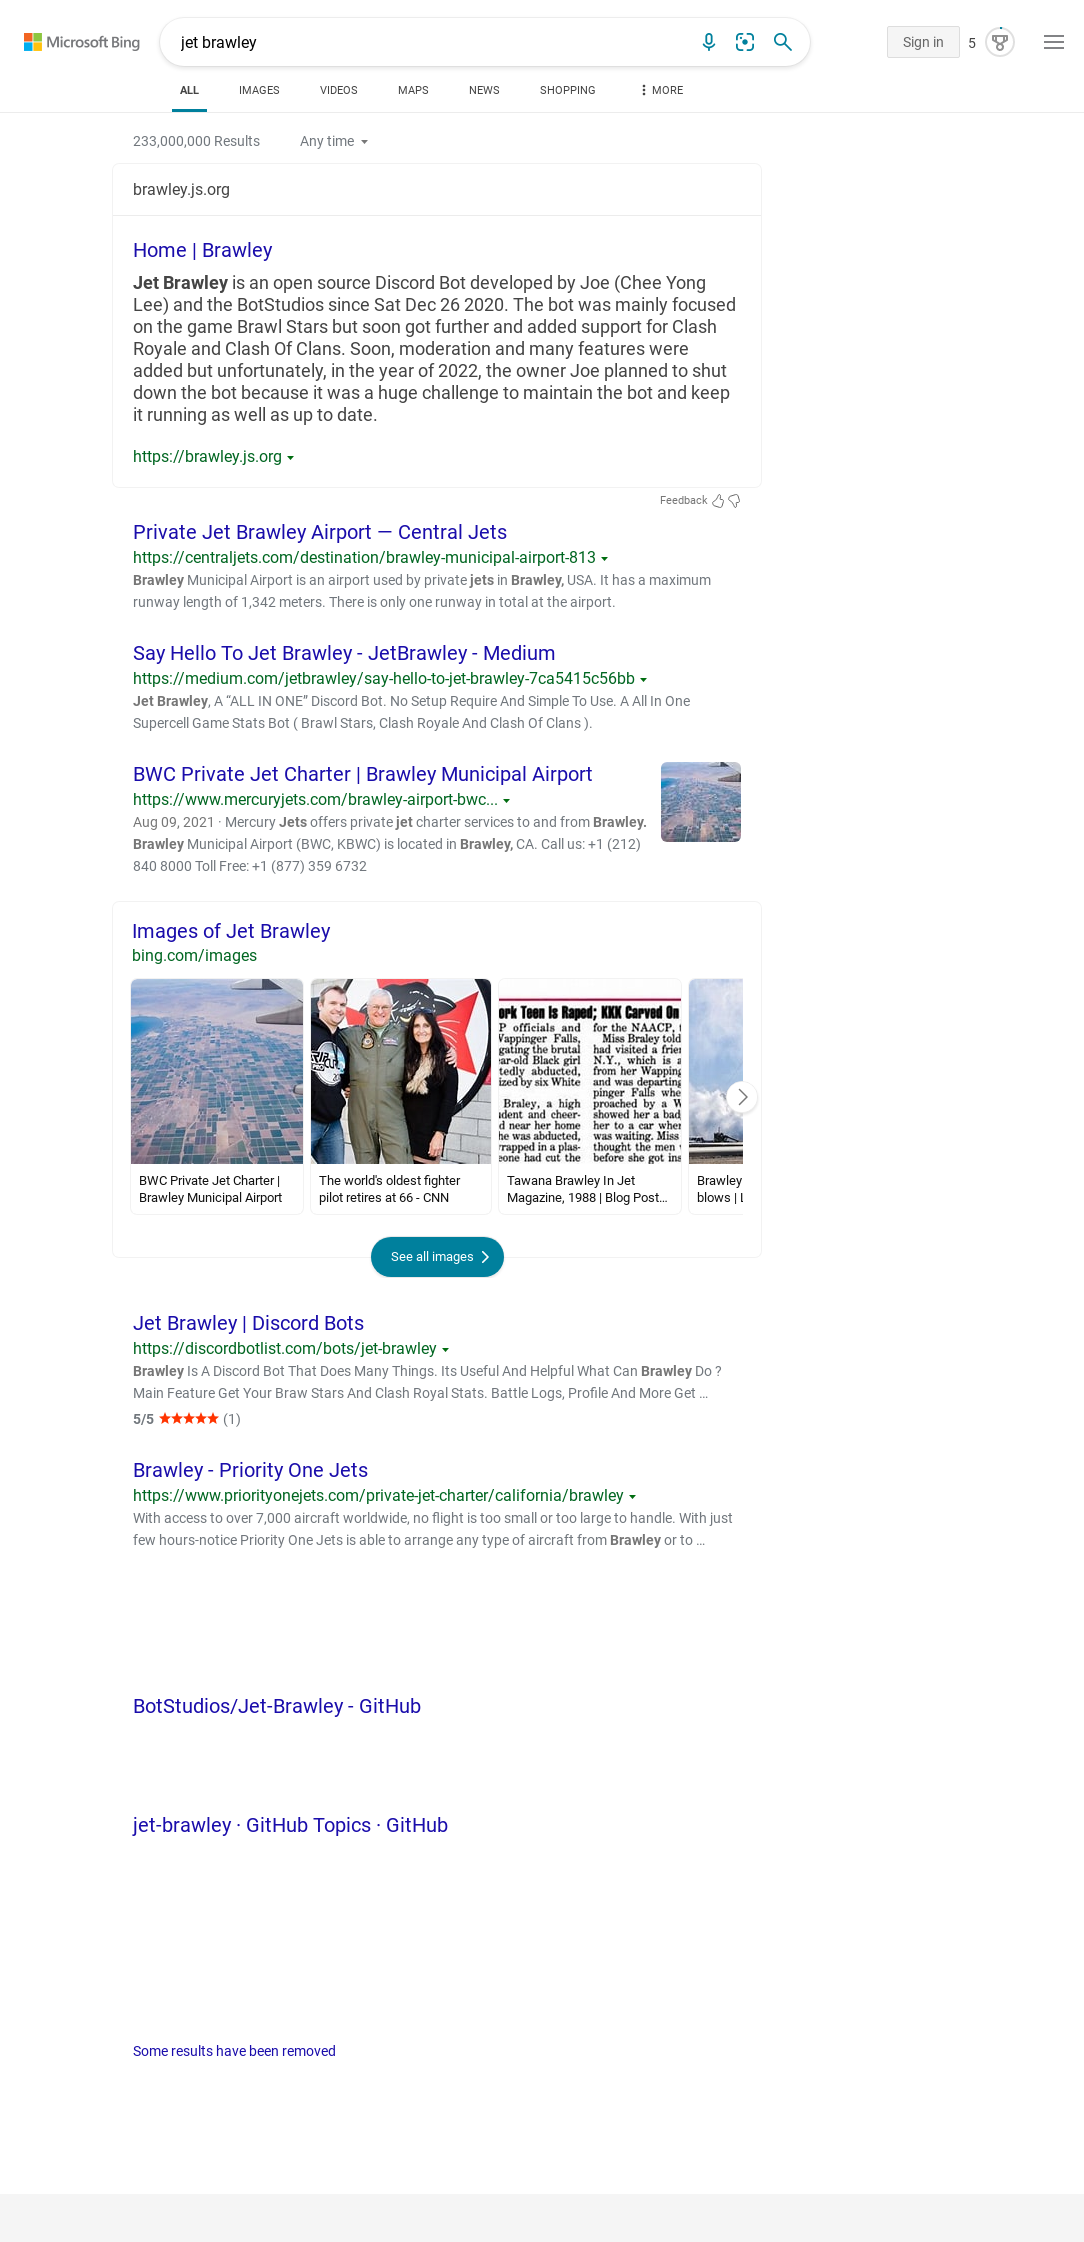 Microsoft Bing
jet brawley
Sign in
5
ALL
IMAGES
VIDEOS
MAPS
NEWS
SHOPPING
MORE
233,000,000 Results
Any time
brawley.js.org
Home | Brawley
Jet Brawley is an open source Discord Bot developed by Joe (Chee Yong
Lee) and the BotStudios since Sat Dec 26 2020. The bot was mainly focused
on the game Brawl Stars but soon got further and added support for Clash
Royale and Clash Of Clans. Soon, moderation and many features were
added but unfortunately, in the year of 2022, the owner Joe planned to shut
down the bot because it was a huge challenge to maintain the bot and keep
it running as well as up to date.
https://brawley.js.org
Feedback
Private Jet Brawley Airport — Central Jets
https://centraljets.com/destination/brawley-municipal-airport-813
Brawley Municipal Airport is an airport used by private jets in Brawley, USA. It has a maximum
runway length of 1,342 meters. There is only one runway in total at the airport.
Say Hello To Jet Brawley - JetBrawley - Medium
https://medium.com/jetbrawley/say-hello-to-jet-brawley-7ca5415c56bb
Jet Brawley, A “ALL IN ONE” Discord Bot. No Setup Require And Simple To Use. A All In One
Supercell Game Stats Bot ( Brawl Stars, Clash Royale And Clash Of Clans ).
BWC Private Jet Charter | Brawley Municipal Airport
https://www.mercuryjets.com/brawley-airport-bwc...
Aug 09, 2021 · Mercury Jets offers private jet charter services to and from Brawley.
Brawley Municipal Airport (BWC, KBWC) is located in Brawley, CA. Call us: +1 (212)
840 8000 Toll Free: +1 (877) 359 6732
Images of Jet Brawley
bing.com/images
ork Teen Is Raped; KKK Carved On
P officials and
Wappinger Falls,
gating the brutal
ear-old Black girl
tedly abducted,
ized by six White
Braley, a high
udent and cheer-
d near her home
he was abducted,
wrapped in a plas-
eone had cut the
for the NAACP, t
Miss Braley told
had visited a frie
N.Y., which is a
from her Wapping
and was departing
pinger Falls whe
proached by a W
showed her a bad
her to a car wher
was waiting. Miss
thought the men
before she got ins
BWC Private Jet Charter |
Brawley Municipal Airport
The world's oldest fighter
pilot retires at 66 - CNN
Tawana Brawley In Jet
Magazine, 1988 | Blog Post...
Brawley
blows | L
See all images
Jet Brawley | Discord Bots
https://discordbotlist.com/bots/jet-brawley
Brawley Is A Discord Bot That Does Many Things. Its Useful And Helpful What Can Brawley Do ?
Main Feature Get Your Braw Stars And Clash Royal Stats. Battle Logs, Profile And More Get ...
5/5 ★★★★★ (1)
Brawley - Priority One Jets
https://www.priorityonejets.com/private-jet-charter/california/brawley
With access to over 7,000 aircraft worldwide, no flight is too small or too large to handle. With just
few hours-notice Priority One Jets is able to arrange any type of aircraft from Brawley or to ...
BotStudios/Jet-Brawley - GitHub
jet-brawley · GitHub Topics · GitHub
Some results have been removed